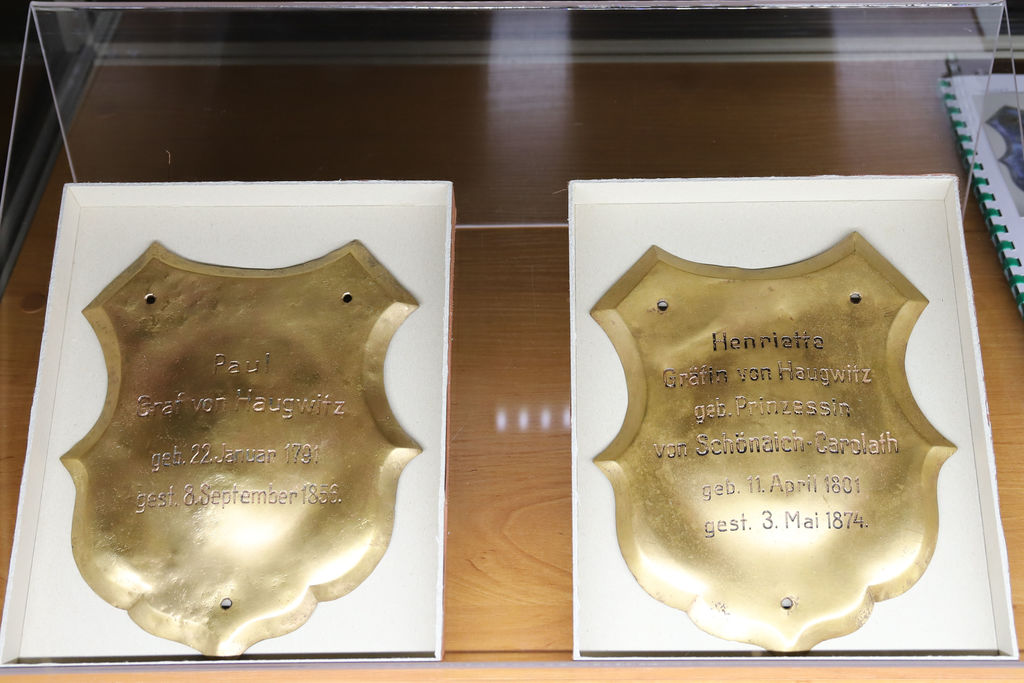 Paul
Graf von Haugwitz
geb. 22. Januar 1791
gest. 8. September 1856.
Henriette
Gräfin von Haugwitz
geb. Prinzessin
von Schönaich-Carolath
geb. 11. April 1801
gest. 3. Mai 1874.